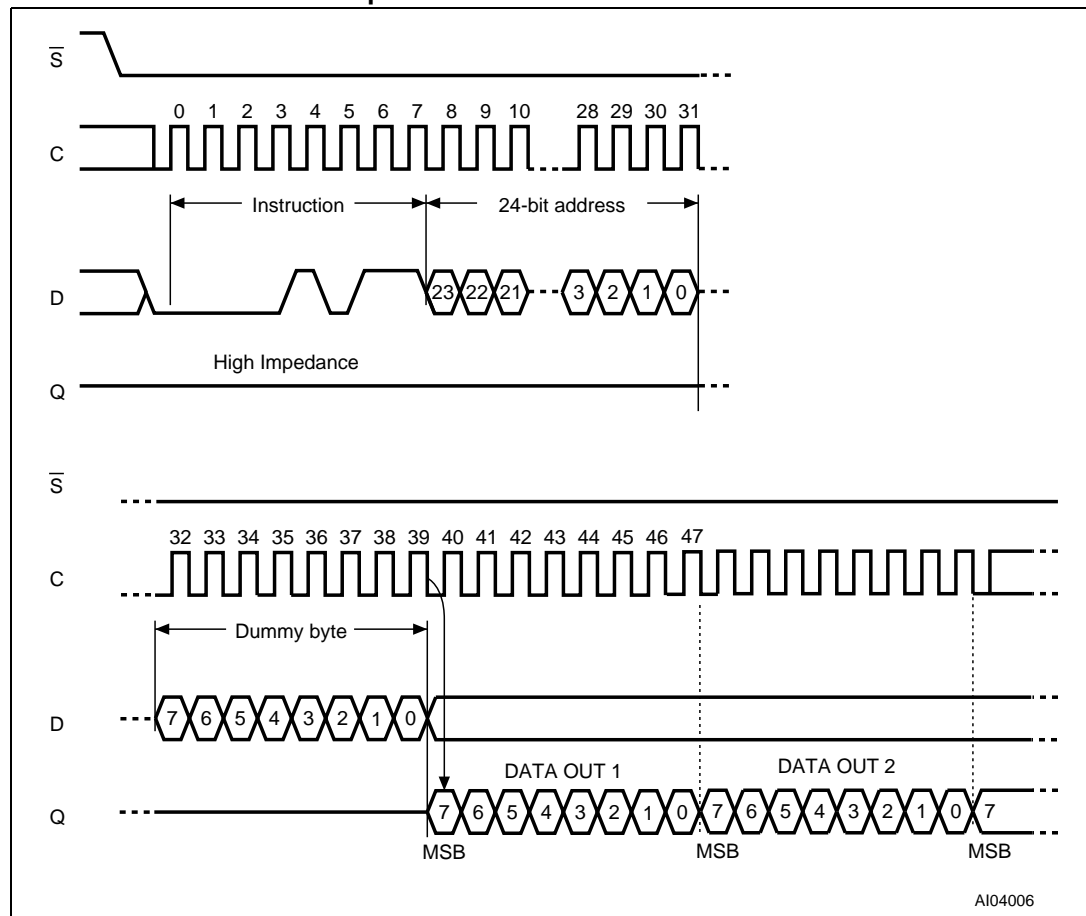 S̅
0 1 2 3 4 5 6 7 8 9 10 28 29 30 31
C
Instruction 24-bit address
D 23 22 21 3 2 1 0
High Impedance
Q
S̅
32 33 34 35 36 37 38 39 40 41 42 43 44 45 46 47
C
Dummy byte
D 7 6 5 4 3 2 1 0
DATA OUT 1 DATA OUT 2
Q 7 6 5 4 3 2 1 0 7 6 5 4 3 2 1 0 7
MSB MSB MSB
AI04006